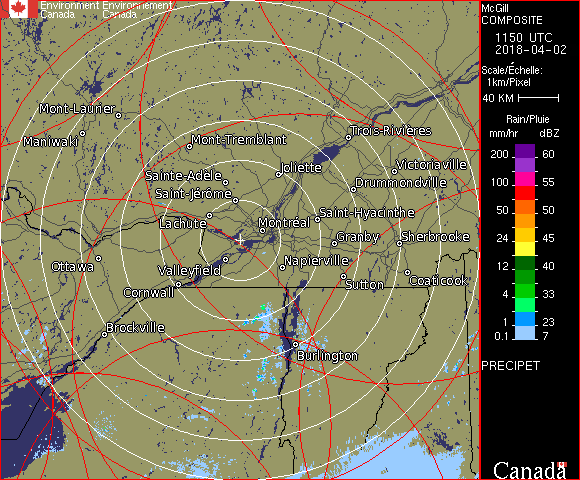 Environment Environnement
Canada Canada
McGill
COMPOSITE
1150 UTC
2018-04-02
Scale/Échelle:
1km/Pixel
40 KM
Rain/Pluie
mm/hr dBZ
200 60
150 57
100 55
50 50
24 45
12 40
4 33
1 23
0.1 7
PRECIPET
Canada
Mont-Laurier
Maniwaki
Mont-Tremblant
Trois-Rivières
Joliette
Victoriaville
Sainte-Adèle
Drummondville
Saint-Jérôme
Saint-Hyacinthe
Lachute
Montréal
Granby
Sherbrooke
Ottawa
Valleyfield
Napierville
Cornwall
Sutton
Coaticook
Brockville
Burlington